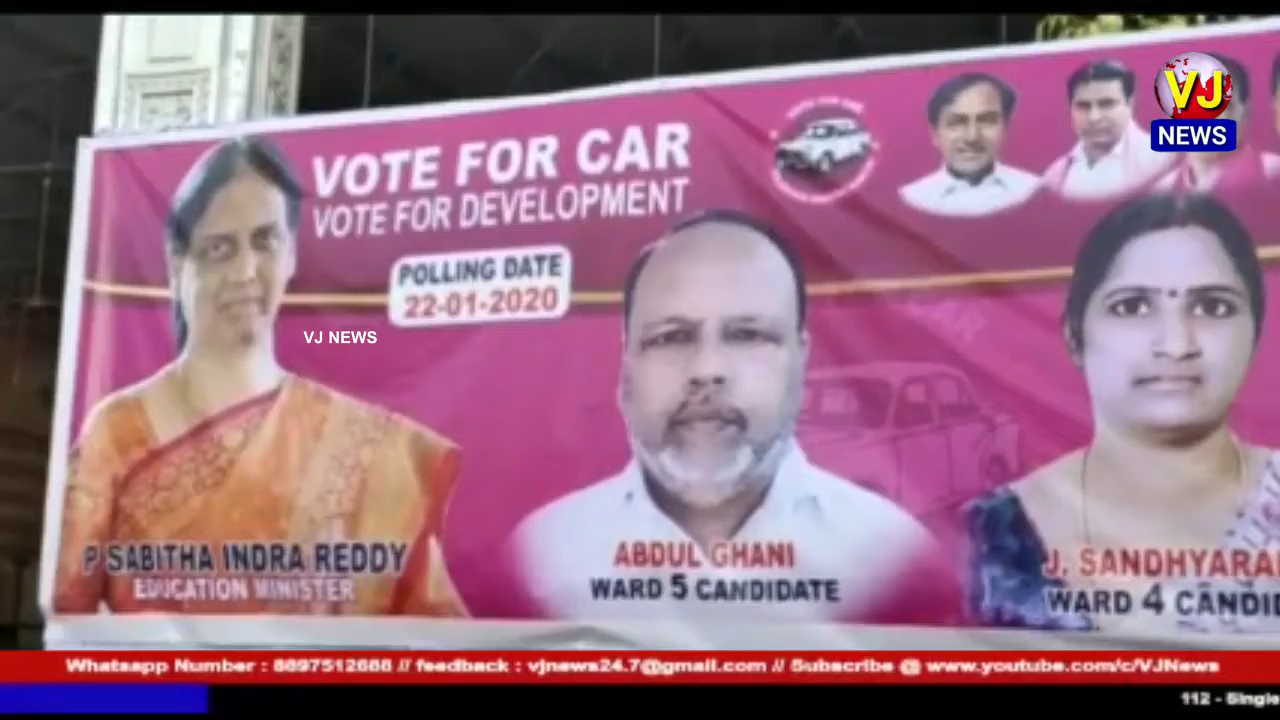 VOTE FOR CAR
VOTE FOR DEVELOPMENT
VJ
NEWS
POLLING DATE
22-01-2020
VJ NEWS
P SABITHA INDRA REDDY
EDUCATION MINISTER
ABDUL GHANI
WARD 5 CANDIDATE
J. SANDHYARA
WARD 4 CANDI
Whatsapp Number : 8897512688 // feedback : vjnews24.7@gmail.com // Subscribe @ www.youtube.com/c/VJNews
112 - Single